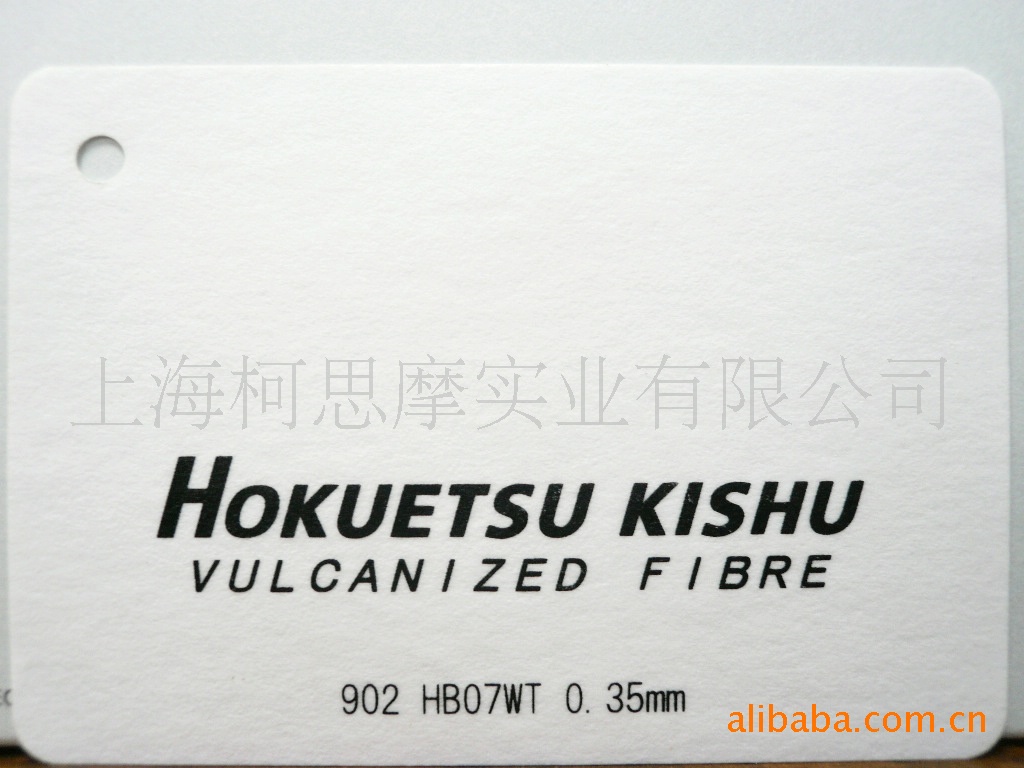 上海柯思摩实业有限公司
HOKUETSU KISHU
VULCANIZED FIBRE
902 HB07WT 0.35mm
alibaba.com.cn